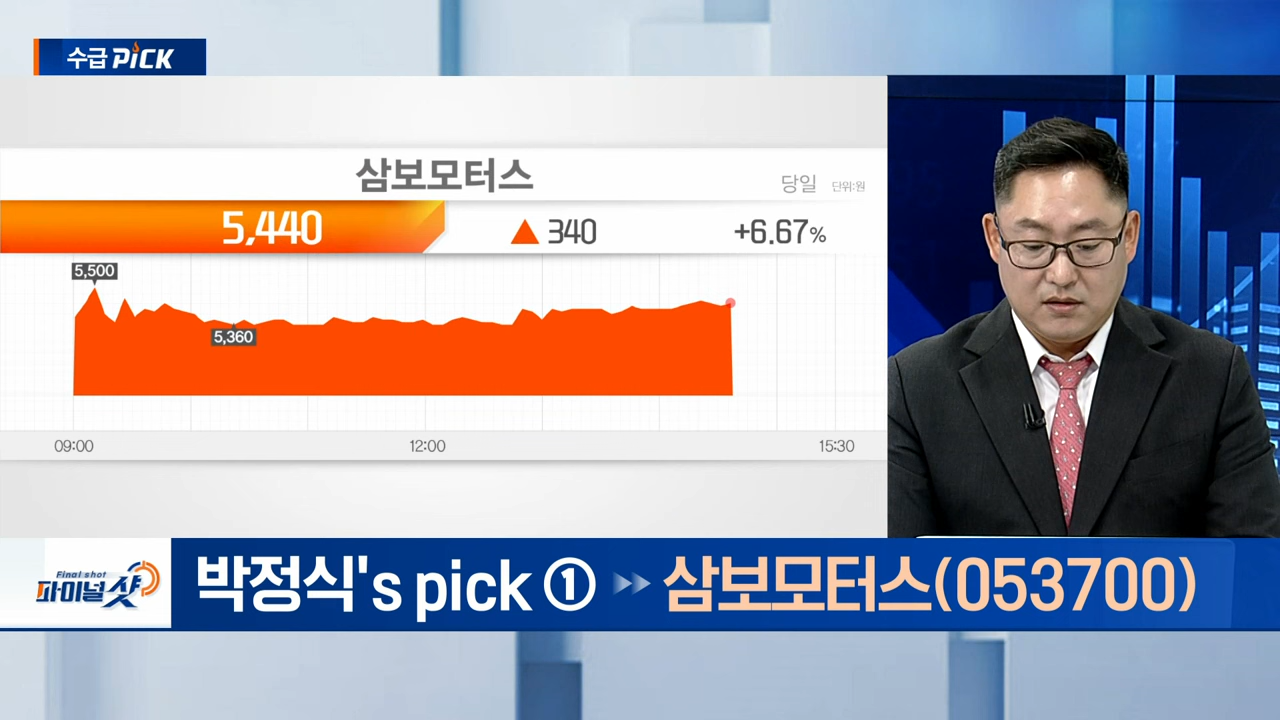 수급 PiCK
삼보모터스
당일 단위:원
5,440 ▲ 340 +6.67%
5,500
5,360
09:00 12:00 15:30
Final shot
파이널샷
박정식's pick ① ▶▶ 삼보모터스(053700)